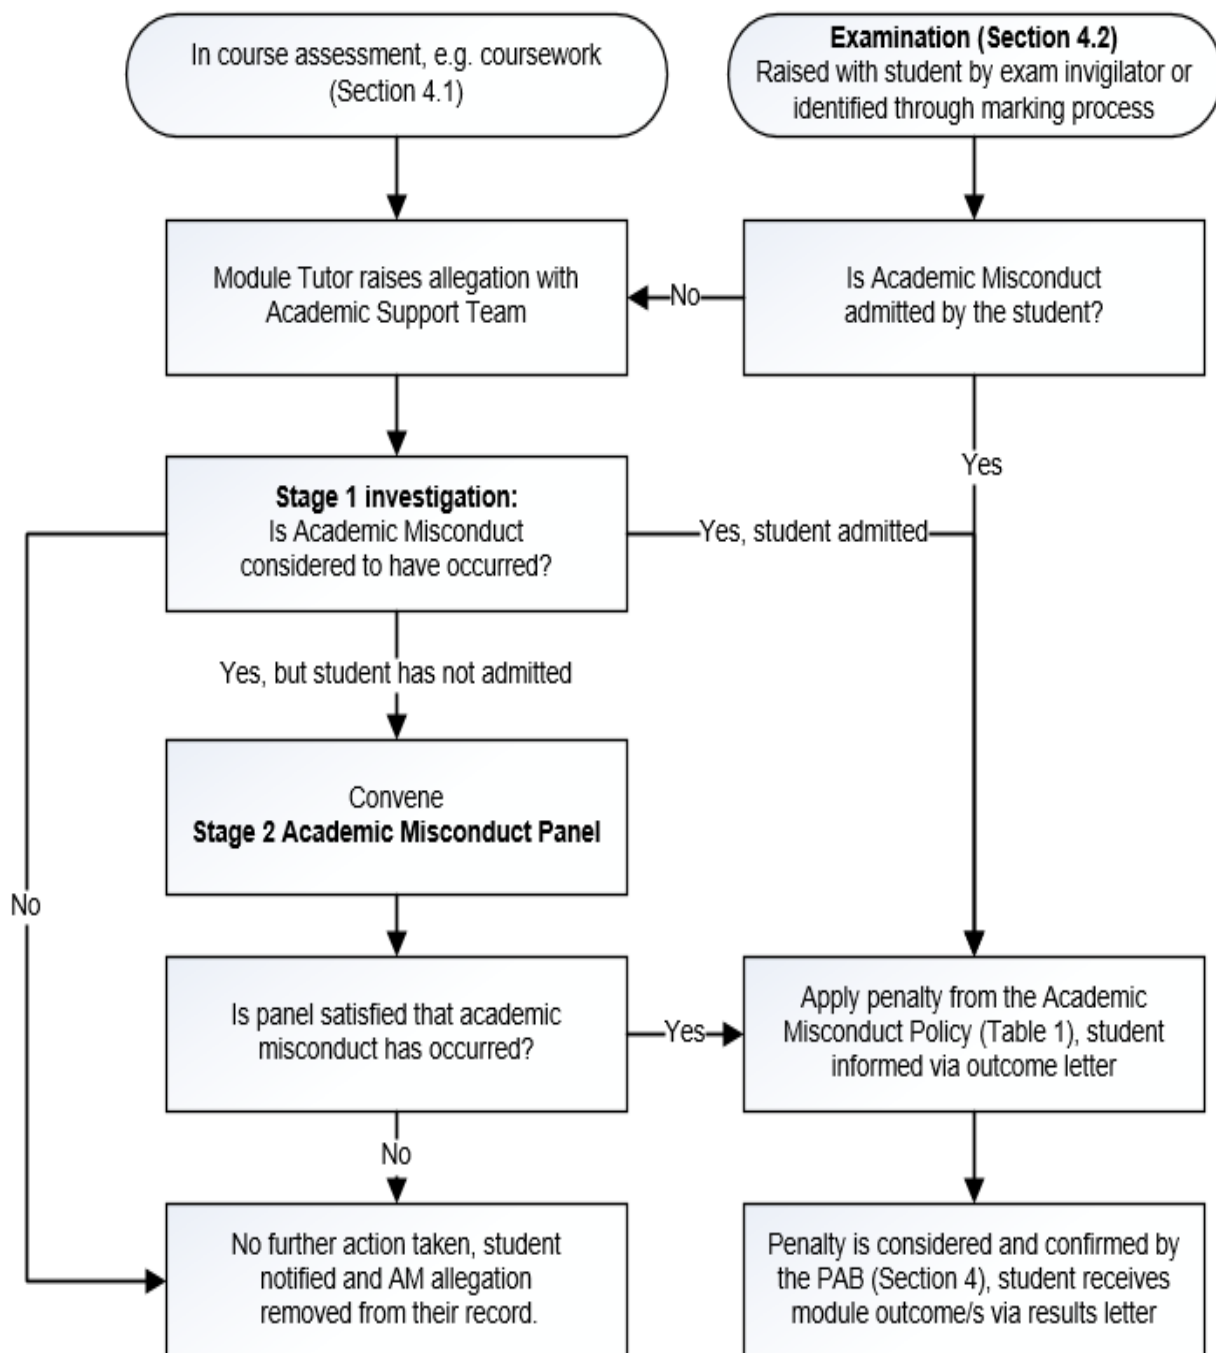 In course assessment, e.g. coursework
(Section 4.1)
Examination (Section 4.2)
Raised with student by exam invigilator or
identified through marking process
Module Tutor raises allegation with
Academic Support Team
No
Is Academic Misconduct
admitted by the student?
Yes
Stage 1 investigation:
Is Academic Misconduct
considered to have occurred?
Yes, student admitted
Yes, but student has not admitted
Convene
Stage 2 Academic Misconduct Panel
No
Is panel satisfied that academic
misconduct has occurred?
Yes
Apply penalty from the Academic
Misconduct Policy (Table 1), student
informed via outcome letter
No
No further action taken, student
notified and AM allegation
removed from their record.
Penalty is considered and confirmed by
the PAB (Section 4), student receives
module outcome/s via results letter